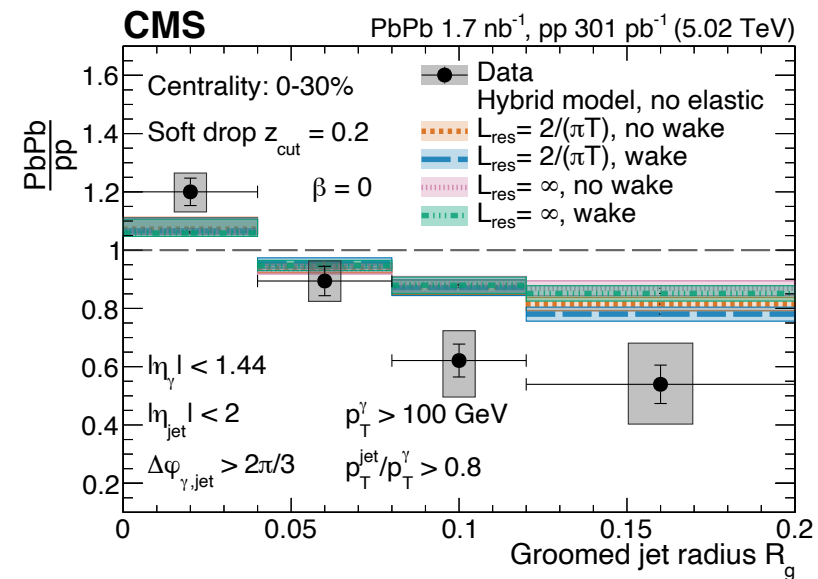 CMS
PbPb 1.7 nb⁻¹, pp 301 pb⁻¹ (5.02 TeV)
PbPb
pp
1.6
1.4
1.2
1
0.8
0.6
0.4
0.2
Centrality: 0-30%
Soft drop z_cut = 0.2
β = 0
Data
Hybrid model, no elastic
L_res = 2/(πT), no wake
L_res = 2/(πT), wake
L_res = ∞, no wake
L_res = ∞, wake
|η_γ| < 1.44
|η_jet| < 2
p_T^γ > 100 GeV
Δφ_γ,jet > 2π/3
p_T^jet/p_T^γ > 0.8
0 0.05 0.1 0.15 0.2
Groomed jet radius R_g